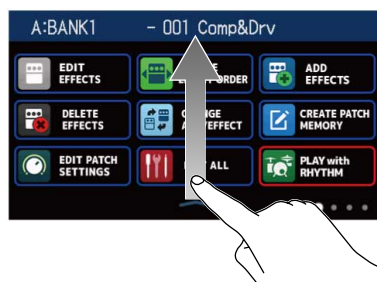 A:BANK1 - 001 Comp&Drv
EDIT
EFFECTS
ORDER
ADD
EFFECTS
DELETE
EFFECTS
EFFECT
CREATE PATCH
MEMORY
EDIT PATCH
SETTINGS
ALL
PLAY with
RHYTHM